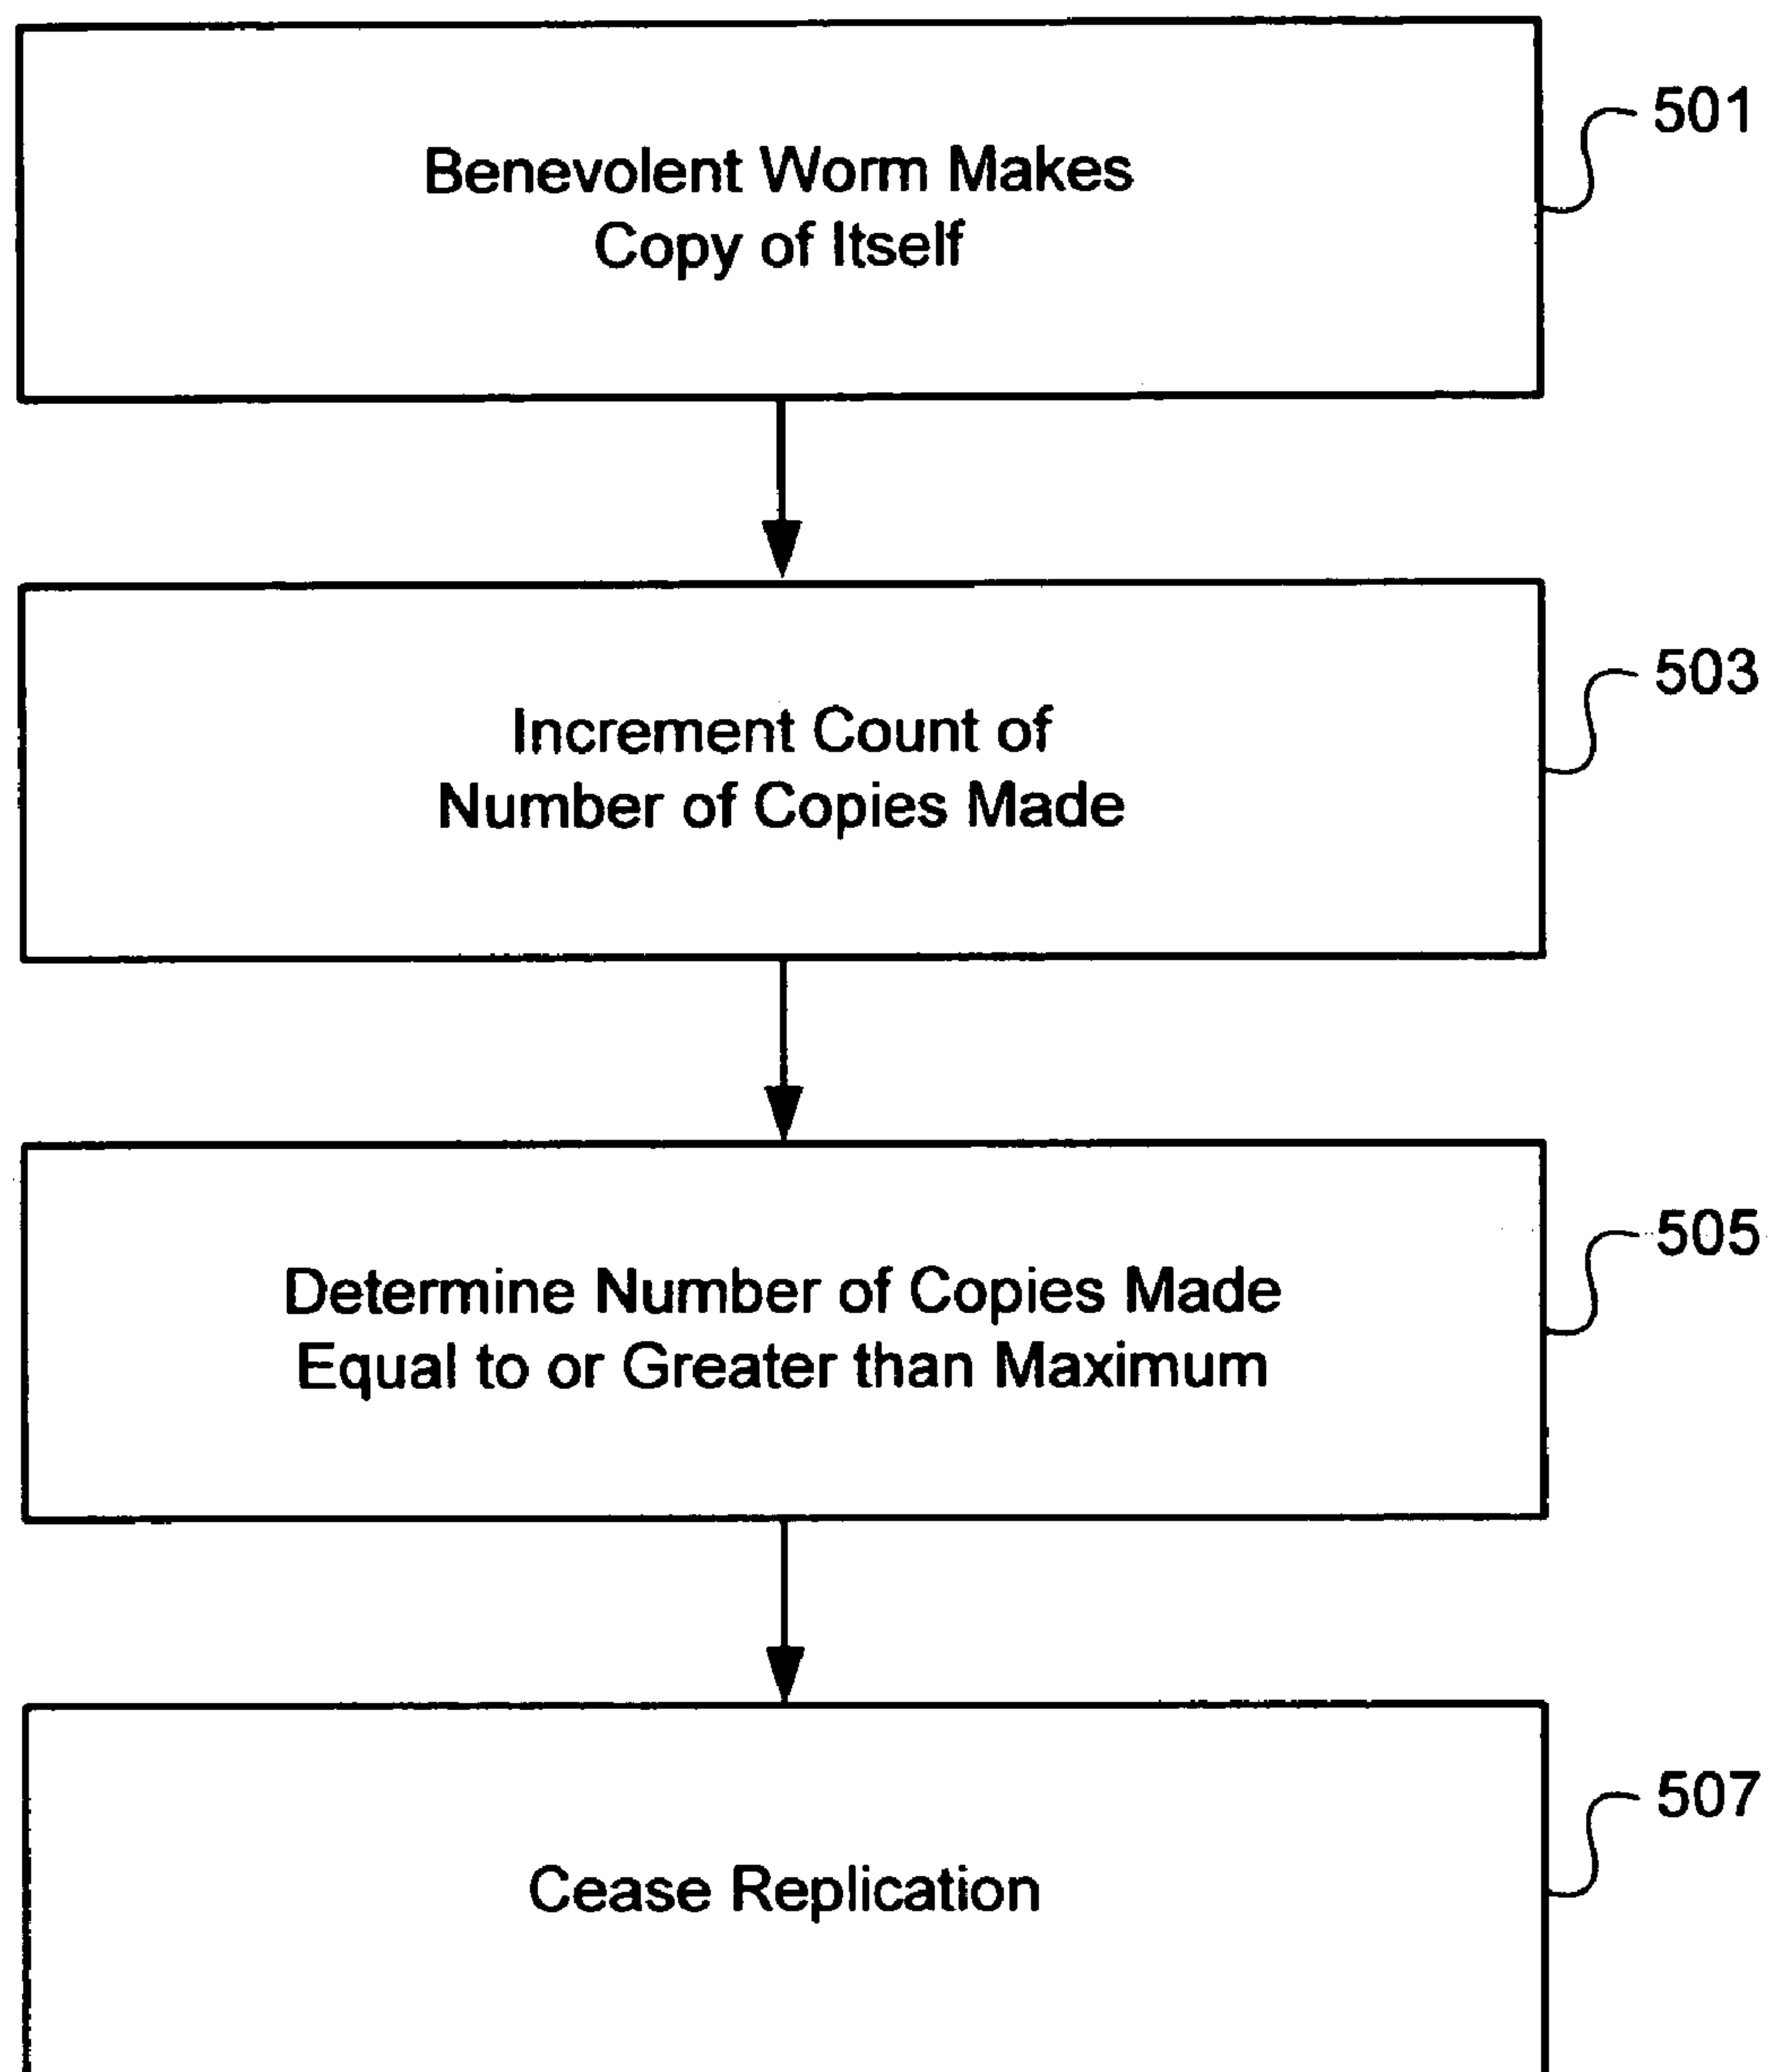 Benevolent Worm Makes
Copy of Itself
501
Increment Count of
Number of Copies Made
503
Determine Number of Copies Made
Equal to or Greater than Maximum
505
Cease Replication
507